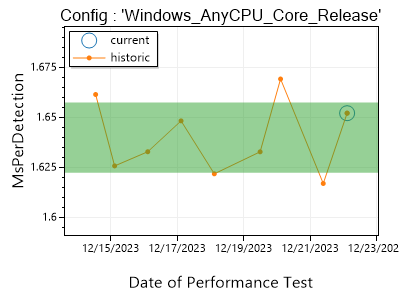 Config : 'Windows_AnyCPU_Core_Release'
current
historic
MsPerDetection
1.675
1.65
1.625
1.6
12/15/2023
12/17/2023
12/19/2023
12/21/2023
12/23/202
Date of Performance Test